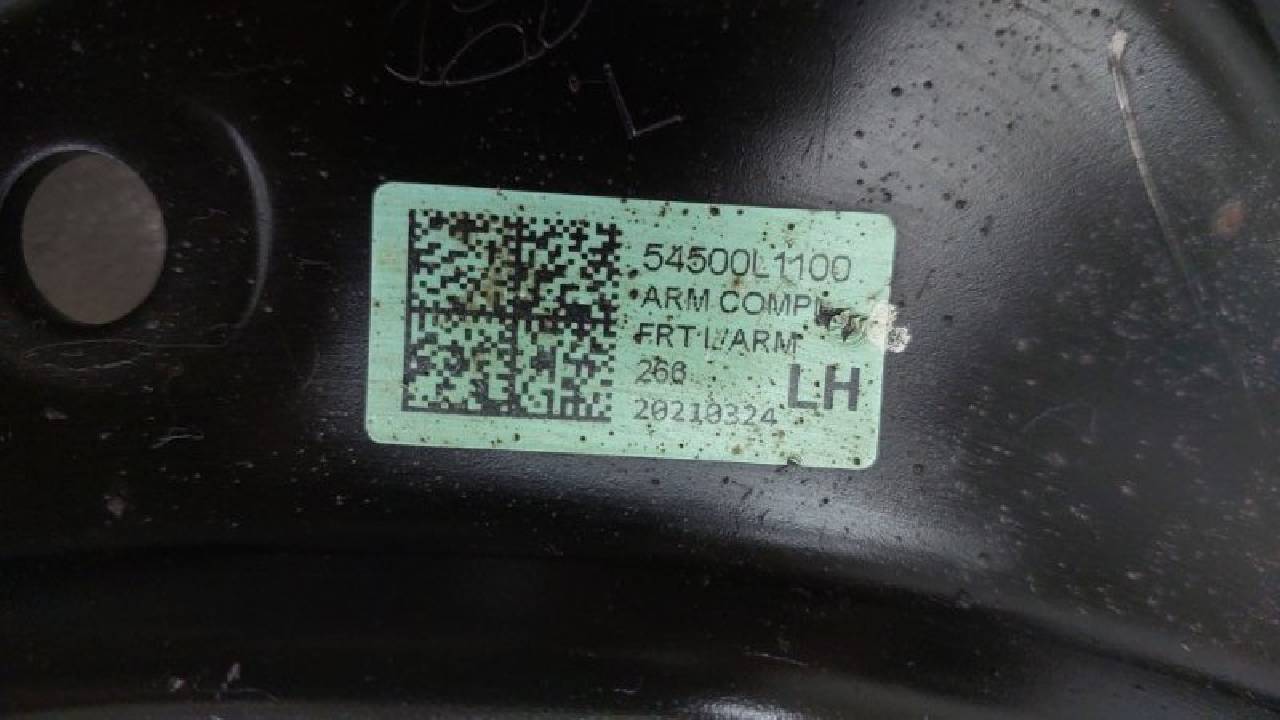 L
54500L1100
ARM COMPL
FRT L/ARM
266
LH
20210324